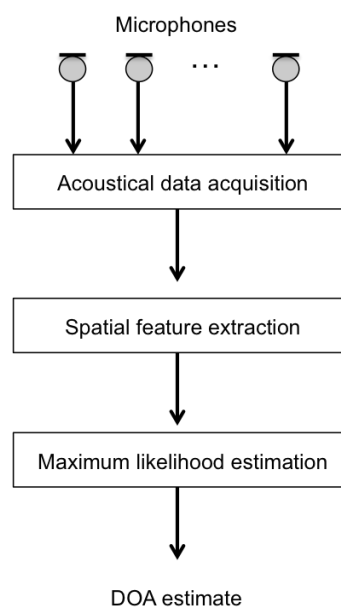 Microphones
...
Acoustical data acquisition
Spatial feature extraction
Maximum likelihood estimation
DOA estimate